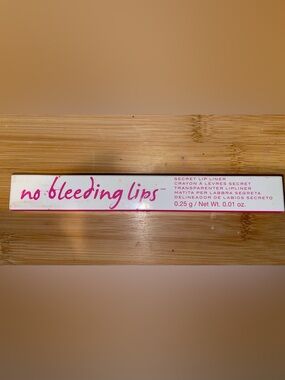 no bleeding lips™
SECRET LIP LINER
CRAYON À LÈVRES SECRET
TRANSPARENTER LIPLINER
MATITA PER LABBRA SEGRETA
DELINEADOR DE LABIOS SECRETO
0.25 g / Net Wt. 0.01 oz.